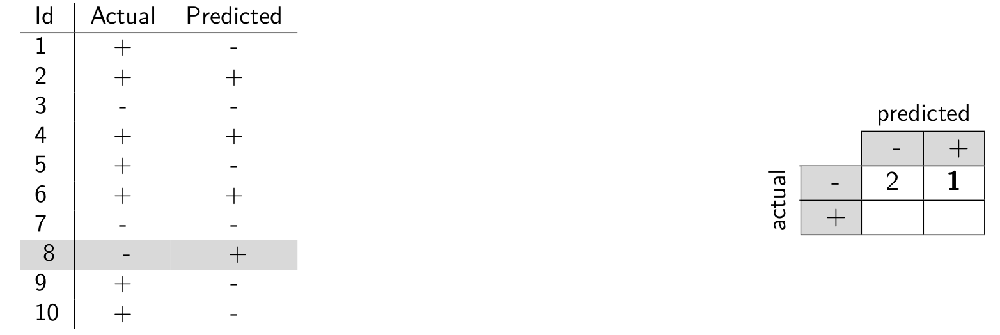 Id Actual Predicted
1 + -
2 + +
3 - -
4 + +
5 + -
6 + +
7 - -
8 - +
9 + -
10 + -
predicted
- +
actual
- 2 1
+